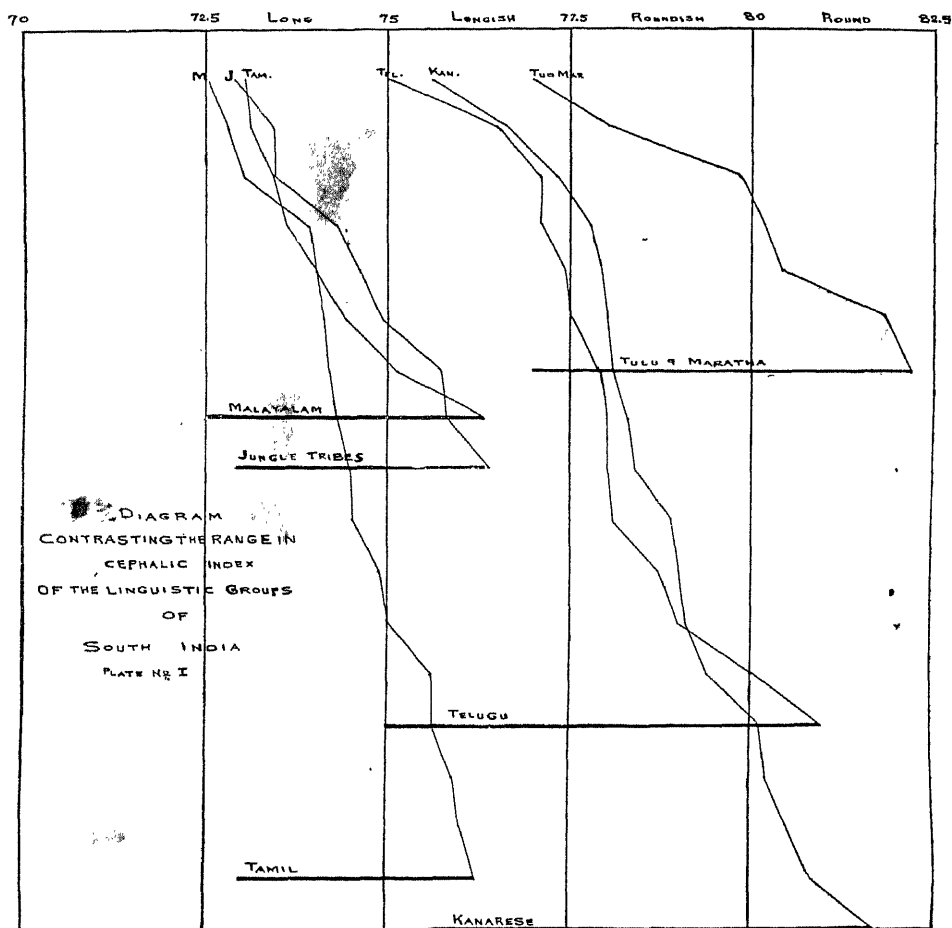 70 72.5 LONG 75 LONGISH 77.5 ROUNDISH 80 ROUND 82.5
M J TAM. TEL. KAN. TU & MAR
TULU & MARATHA
MALAYALAM
JUNGLE TRIBES
DIAGRAM
CONTRASTING THE RANGE IN
CEPHALIC INDEX
OF THE LINGUISTIC GROUPS
OF
SOUTH INDIA
PLATE No I
TELUGU
TAMIL
KANARESE